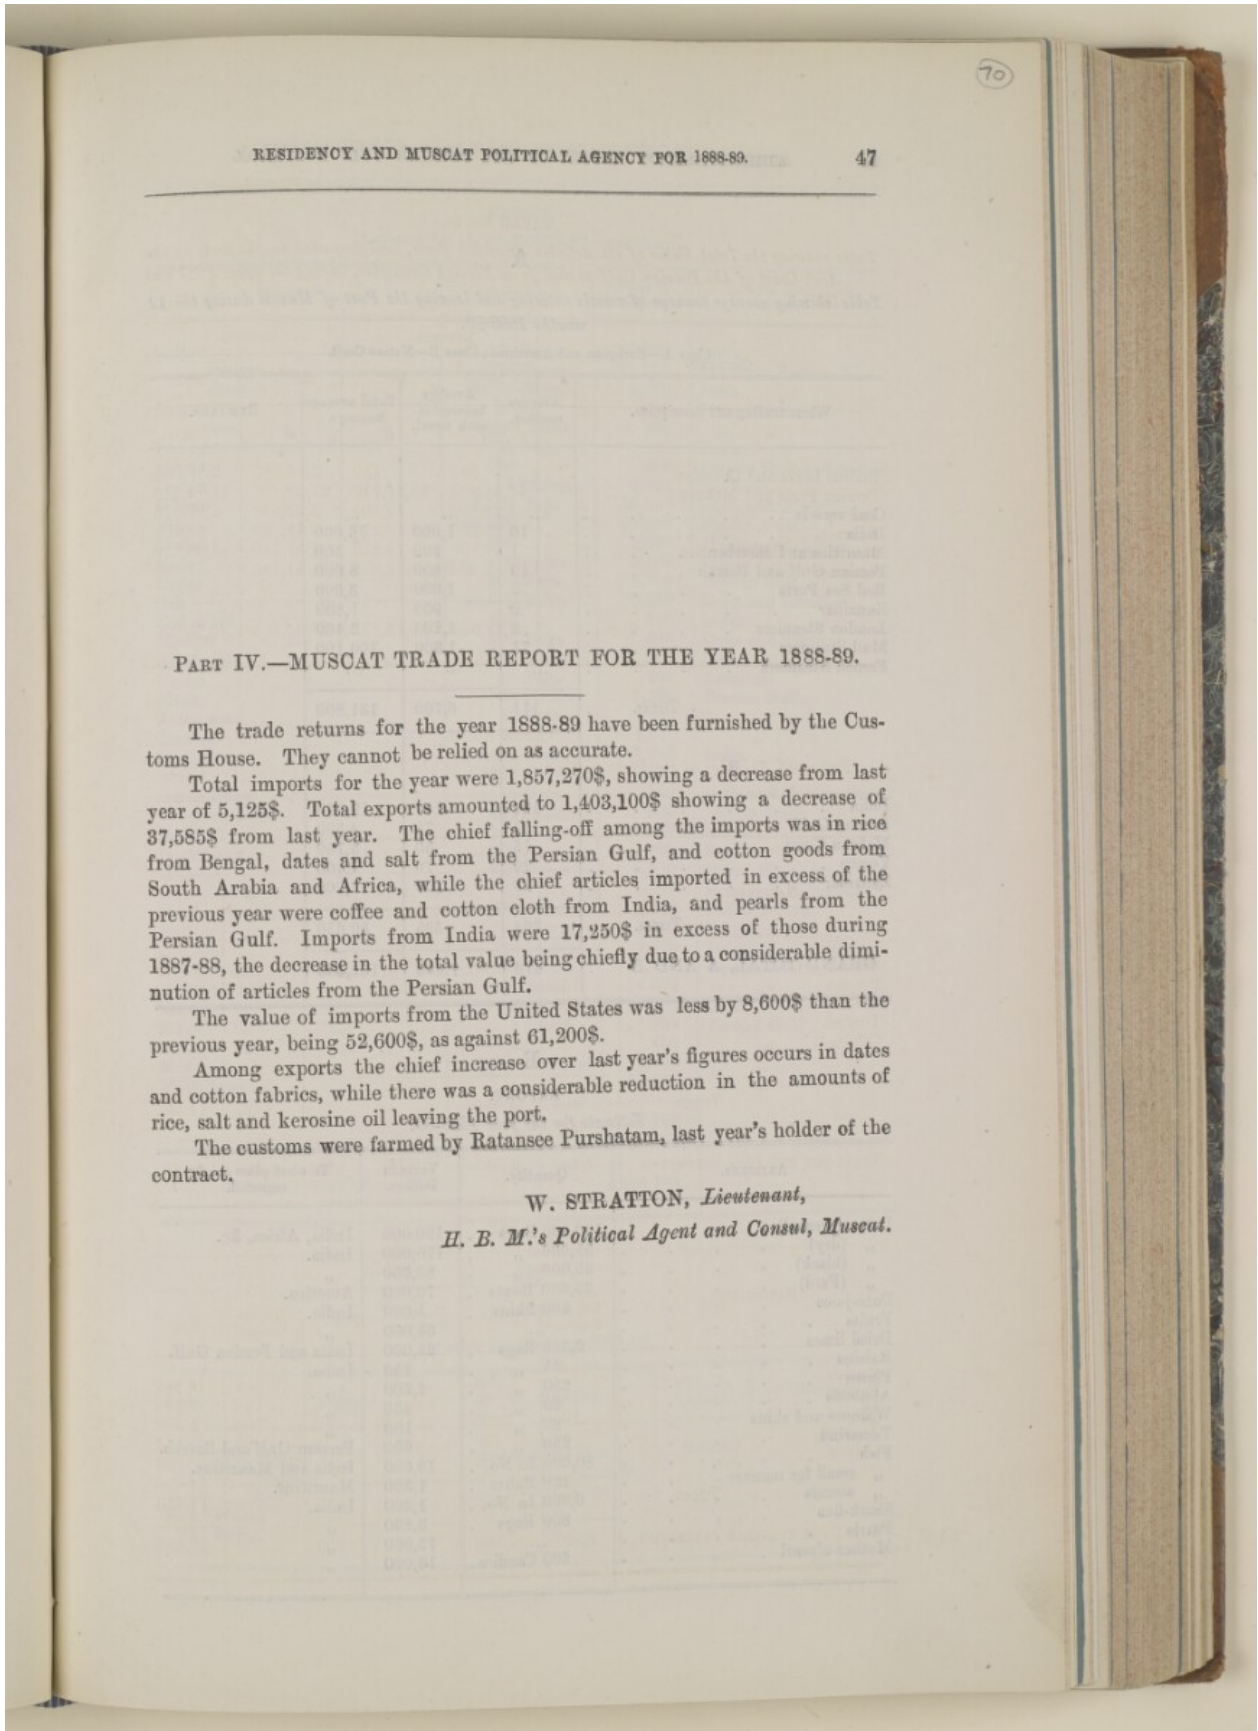 70
RESIDENCY AND MUSCAT POLITICAL AGENCY FOR 1888-89. 47
PART IV.—MUSCAT TRADE REPORT FOR THE YEAR 1888-89.
The trade returns for the year 1888-89 have been furnished by the Cus-
toms House. They cannot be relied on as accurate.
Total imports for the year were 1,857,270$, showing a decrease from last
year of 5,125$. Total exports amounted to 1,403,100$ showing a decrease of
37,585$ from last year. The chief falling-off among the imports was in rice
from Bengal, dates and salt from the Persian Gulf, and cotton goods from
South Arabia and Africa, while the chief articles imported in excess of the
previous year were coffee and cotton cloth from India, and pearls from the
Persian Gulf. Imports from India were 17,250$ in excess of those during
1887-88, the decrease in the total value being chiefly due to a considerable dimi-
nution of articles from the Persian Gulf.
The value of imports from the United States was less by 8,600$ than the
previous year, being 52,600$, as against 61,200$.
Among exports the chief increase over last year's figures occurs in dates
and cotton fabrics, while there was a considerable reduction in the amounts of
rice, salt and kerosine oil leaving the port.
The customs were farmed by Ratansee Purshatam, last year's holder of the
contract.
W. STRATTON, Lieutenant,
H. B. M.'s Political Agent and Consul, Muscat.